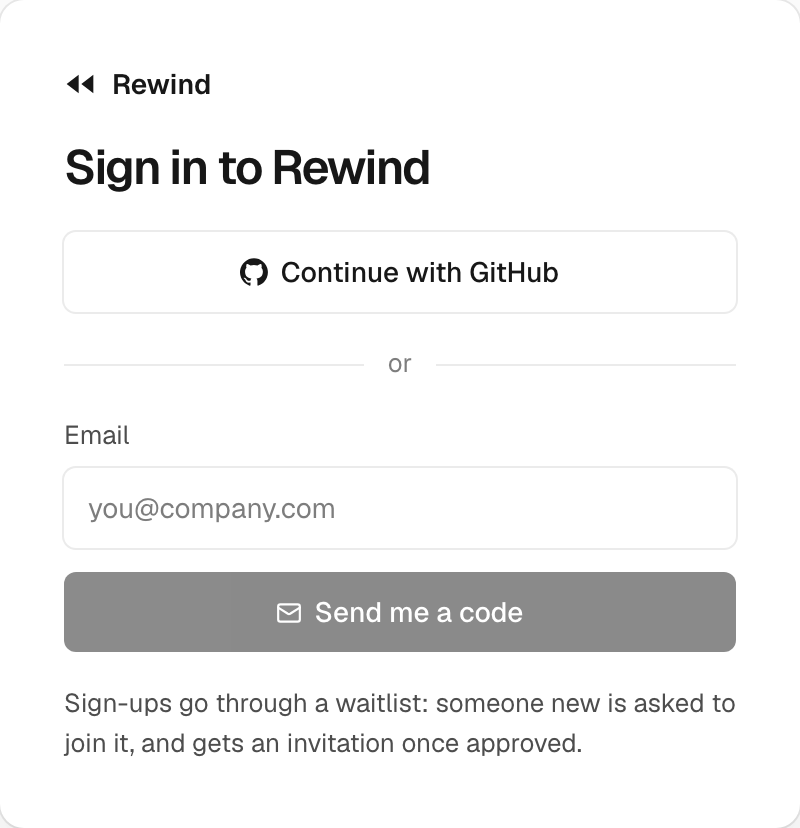 Rewind
Sign in to Rewind
Continue with GitHub
or
Email
you@company.com
Send me a code
Sign-ups go through a waitlist: someone new is asked to
join it, and gets an invitation once approved.